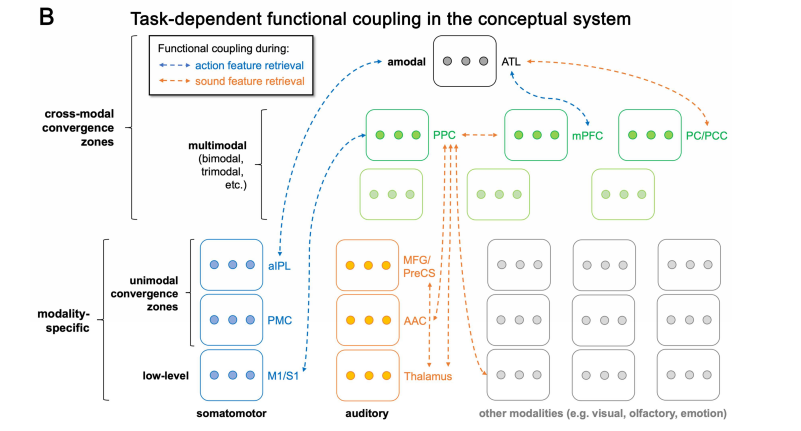 B
Task-dependent functional coupling in the conceptual system
Functional coupling during:
action feature retrieval
sound feature retrieval
amodal
ATL
cross-modal
convergence
zones
multimodal
(bimodal,
trimodal,
etc.)
PPC
mPFC
PC/PCC
modality-
specific
unimodal
convergence
zones
aIPL
MFG/
PreCS
PMC
AAC
low-level
M1/S1
Thalamus
somatomotor
auditory
other modalities (e.g. visual, olfactory, emotion)